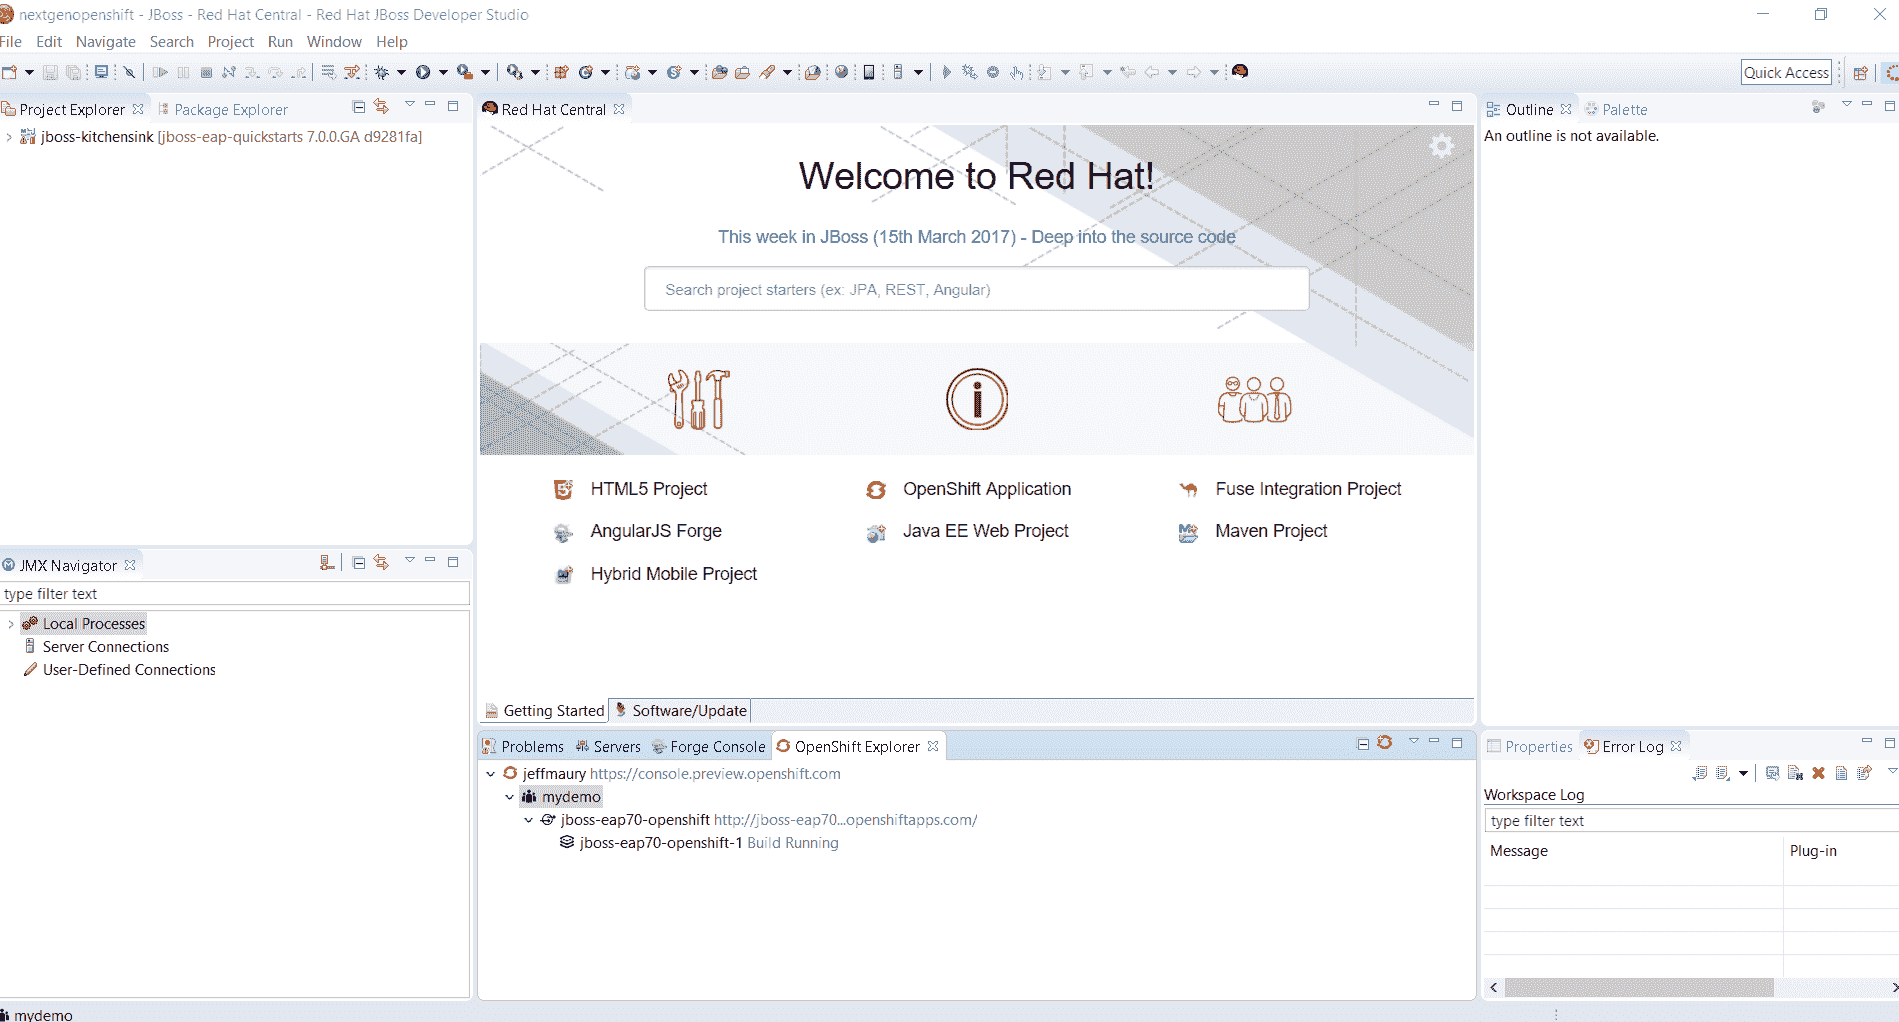 nextgenopenshift - JBoss - Red Hat Central - Red Hat JBoss Developer Studio
File Edit Navigate Search Project Run Window Help
Quick Access
Project Explorer Package Explorer
jboss-kitchensink [jboss-eap-quickstarts 7.0.0.GA d9281fa]
Red Hat Central
Welcome to Red Hat!
This week in JBoss (15th March 2017) - Deep into the source code
Search project starters (ex: JPA, REST, Angular)
HTML5 Project
OpenShift Application
Fuse Integration Project
AngularJS Forge
Java EE Web Project
Maven Project
Hybrid Mobile Project
Getting Started Software/Update
Outline Palette
An outline is not available.
JMX Navigator
type filter text
Local Processes
Server Connections
User-Defined Connections
Problems Servers Forge Console OpenShift Explorer
jeffmaury https://console.preview.openshift.com
mydemo
jboss-eap70-openshift http://jboss-eap70...openshiftapps.com/
jboss-eap70-openshift-1 Build Running
Properties Error Log
Workspace Log
type filter text
Message Plug-in
mydemo